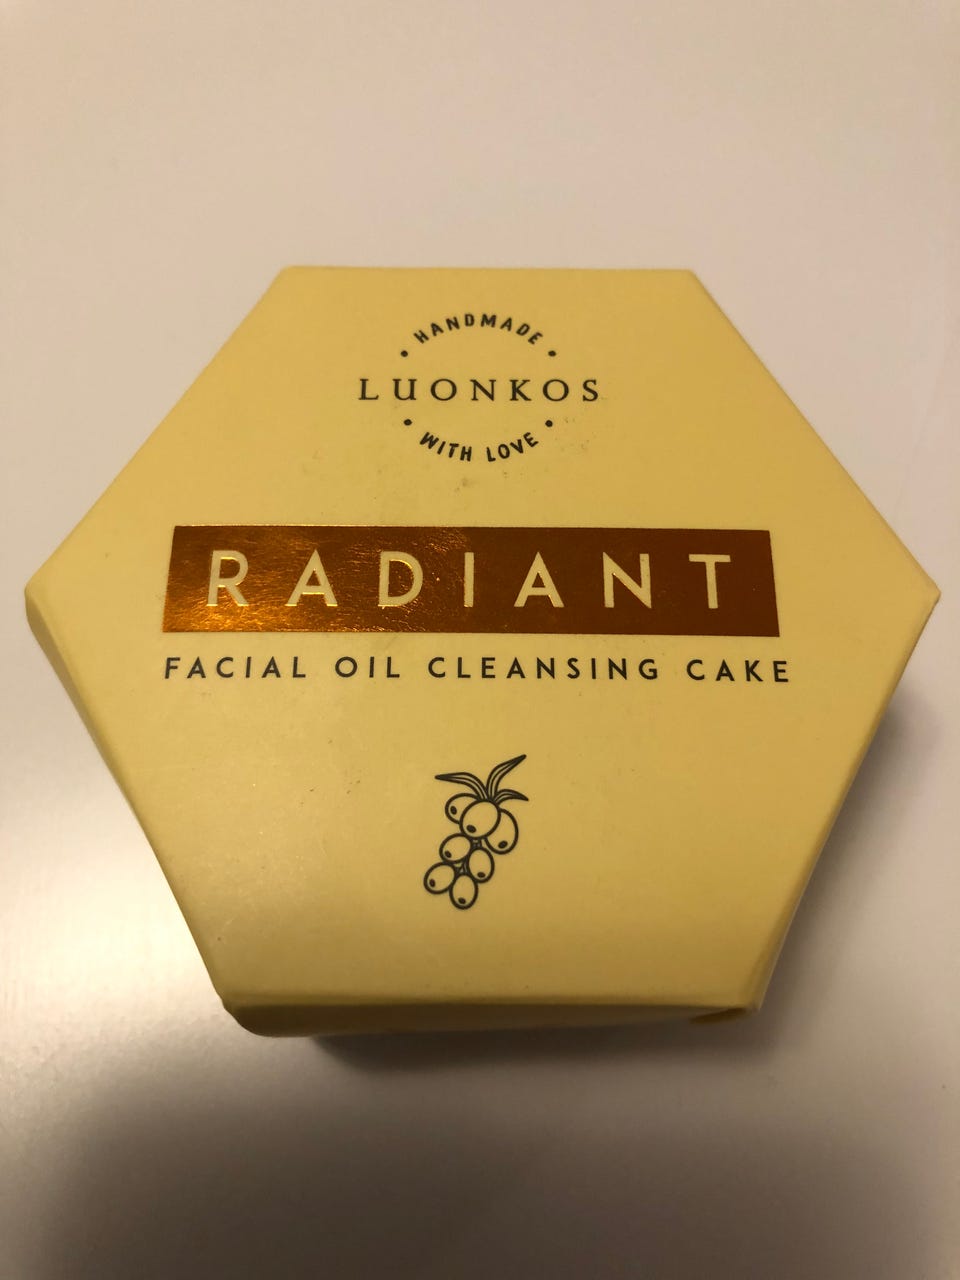 HANDMADE
LUONKOS
WITH LOVE
RADIANT
FACIAL OIL CLEANSING CAKE